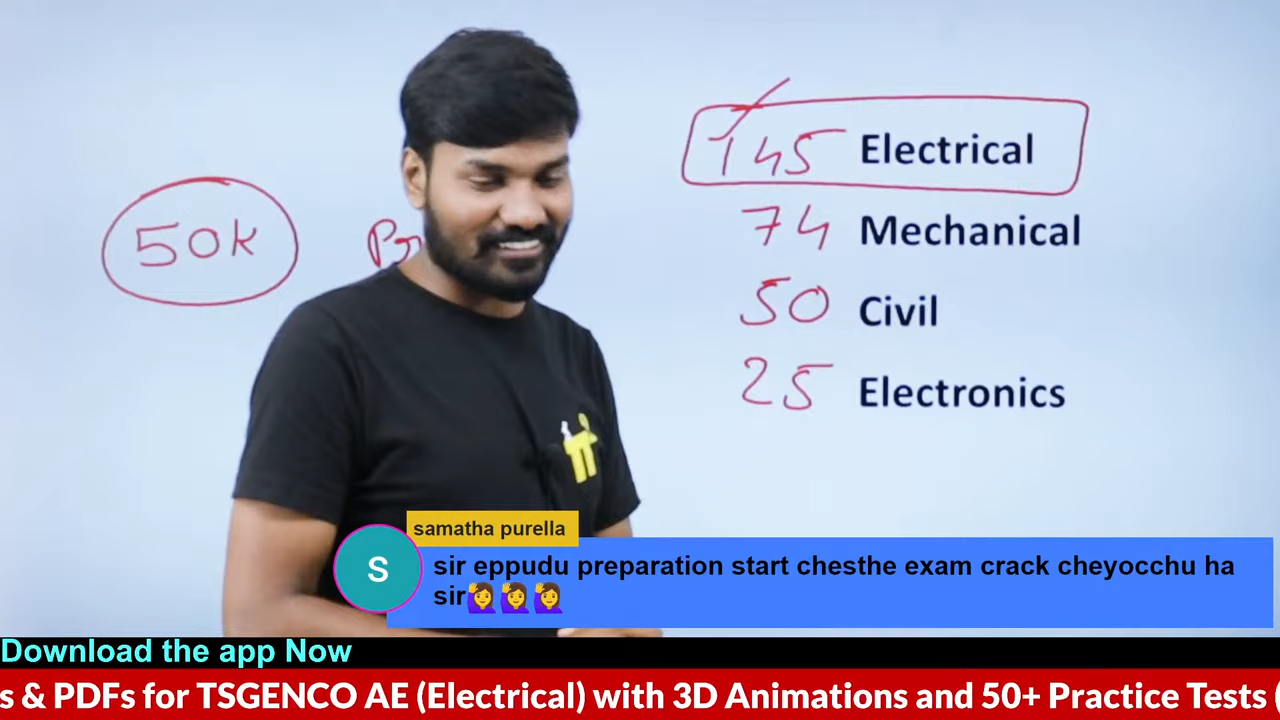 145 Electrical
50k
Pr
74 Mechanical
50 Civil
25 Electronics
samatha purella
S
sir eppudu preparation start chesthe exam crack cheyocchu ha
sir🙋‍♀️🙋‍♀️🙋‍♀️
Download the app Now
s & PDFs for TSGENCO AE (Electrical) with 3D Animations and 50+ Practice Tests (